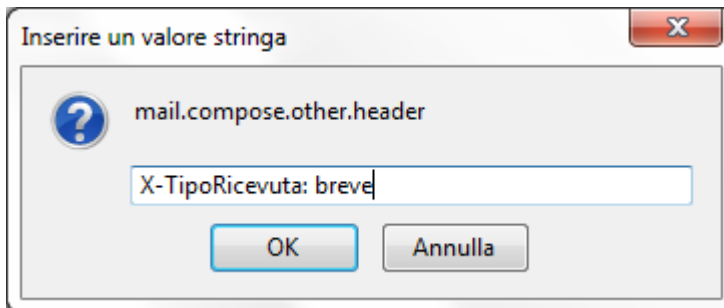 Inserire un valore stringa
mail.compose.other.header
X-TipoRicevuta: breve
OK
Annulla